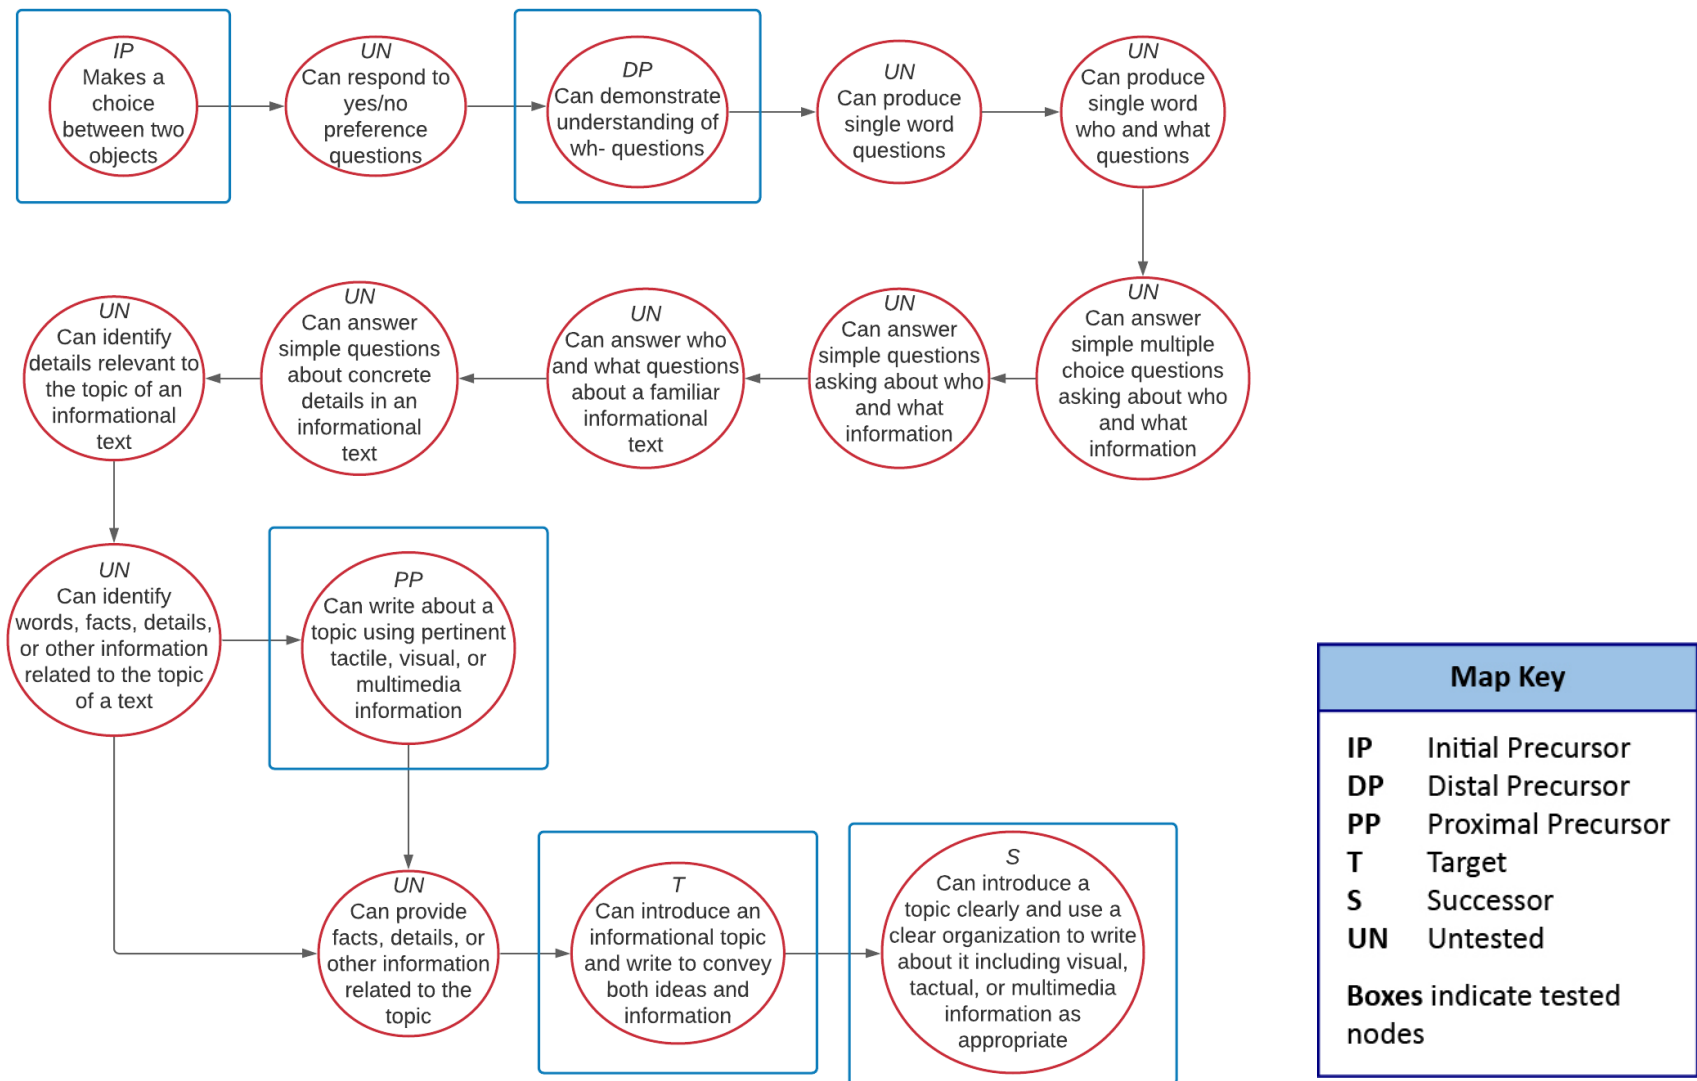 IP
Makes a
choice
between two
objects
UN
Can respond to
yes/no
preference
questions
DP
Can demonstrate
understanding of
wh- questions
UN
Can produce
single word
questions
UN
Can produce
single word
who and what
questions
UN
Can identify
details relevant to
the topic of an
informational
text
UN
Can answer
simple questions
about concrete
details in an
informational
text
UN
Can answer who
and what questions
about a familiar
informational
text
UN
Can answer
simple questions
asking about who
and what
information
UN
Can answer
simple multiple
choice questions
asking about who
and what
information
UN
Can identify
words, facts, details,
or other information
related to the topic
of a text
PP
Can write about a
topic using pertinent
tactile, visual, or
multimedia
information
UN
Can provide
facts, details, or
other information
related to the
topic
T
Can introduce an
informational topic
and write to convey
both ideas and
information
S
Can introduce a
topic clearly and use a
clear organization to write
about it including visual,
tactual, or multimedia
information as
appropriate
Map Key
IP Initial Precursor
DP Distal Precursor
PP Proximal Precursor
T Target
S Successor
UN Untested
Boxes indicate tested
nodes